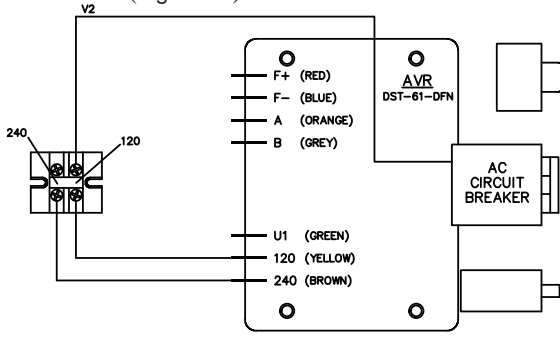 V2
F+ (RED)
F- (BLUE)
A (ORANGE)
B (GREY)
AVR
DST-61-DFN
240
120
AC
CIRCUIT
BREAKER
U1 (GREEN)
120 (YELLOW)
240 (BROWN)